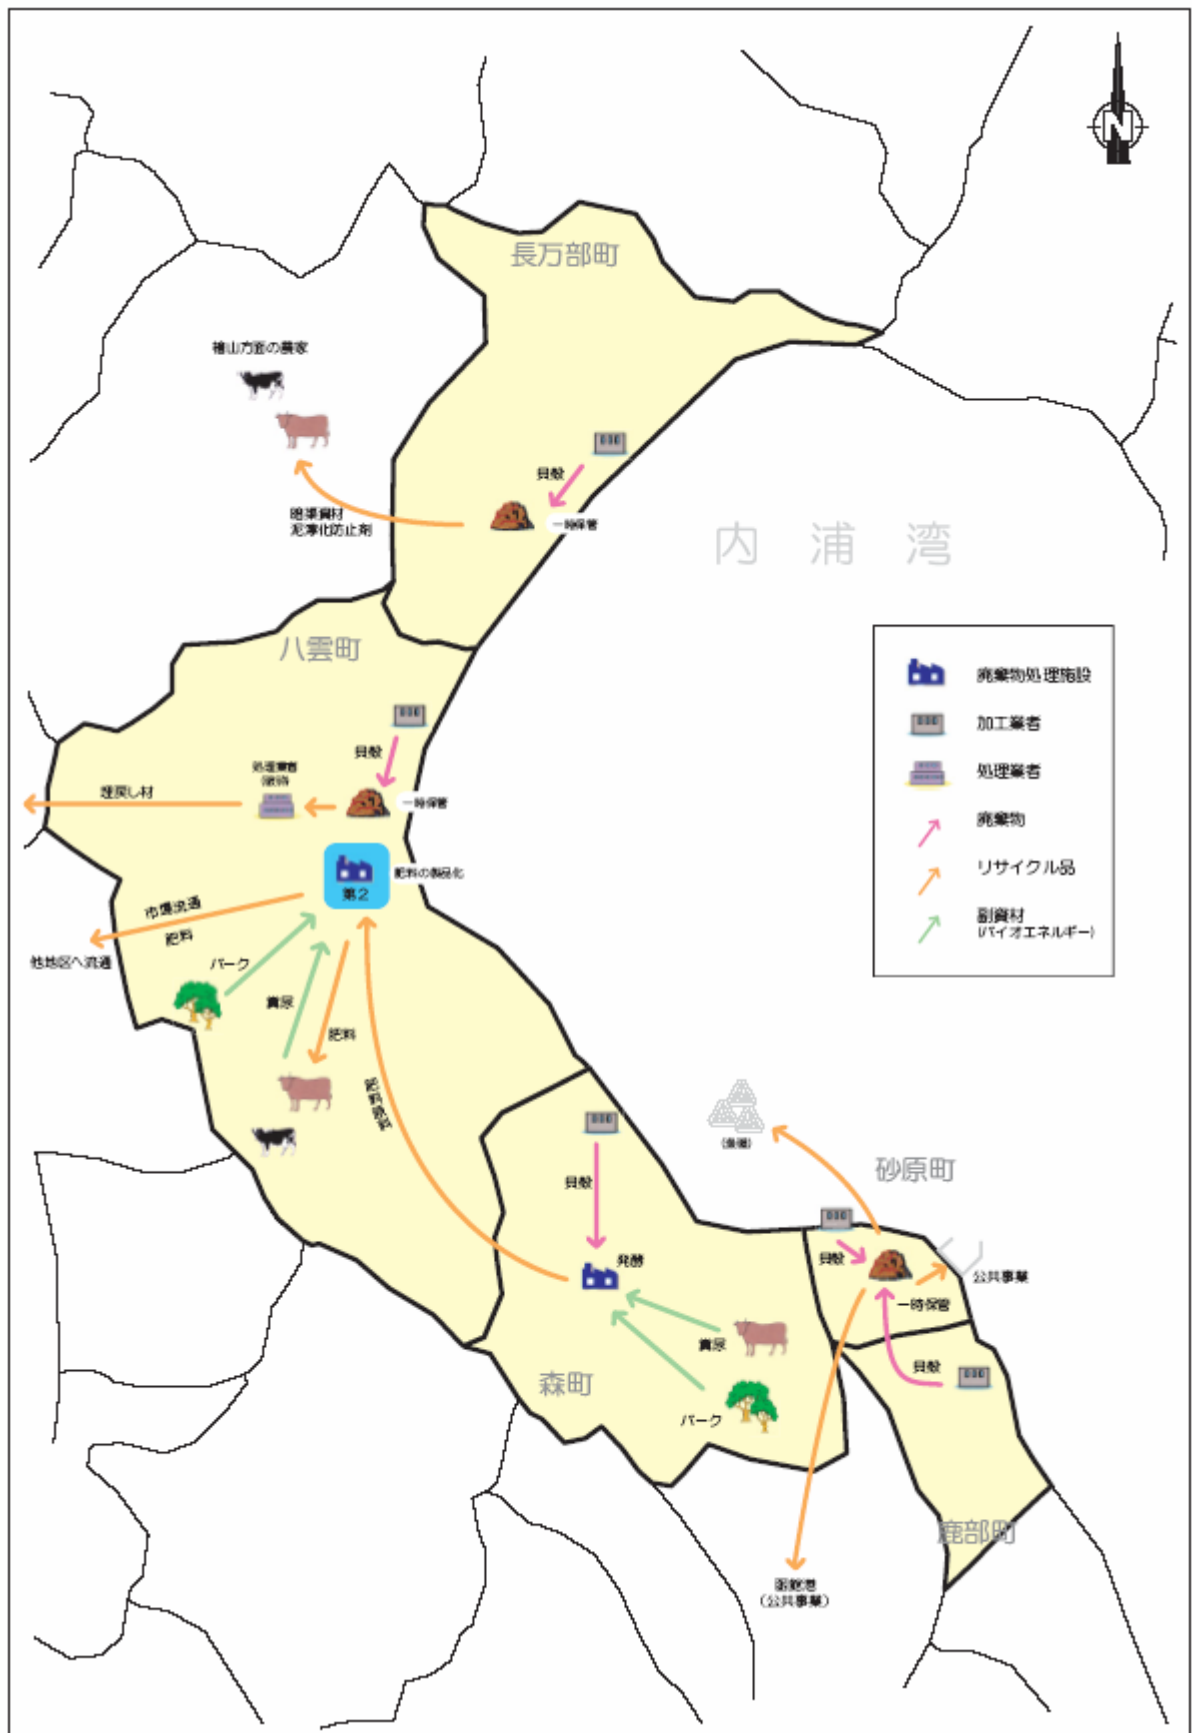 長万部町
檜山方面の農家
貝殻
一時保管
暗渠資材
泥濘化防止剤
内浦湾
八雲町
廃棄物処理施設
加工業者
処理業者
廃棄物
リサイクル品
副資材
(バイオエネルギー)
貝殻
処理業者
一時保管
埋戻し材
肥料の製品化
第2
市場流通
肥料
他地区へ流通
バーク
糞尿
肥料
肥料原料
貝殻
発酵
糞尿
バーク
森町
砂原町
貝殻
一時保管
公共事業
貝殻
鹿部町
函館港
(公共事業)
N